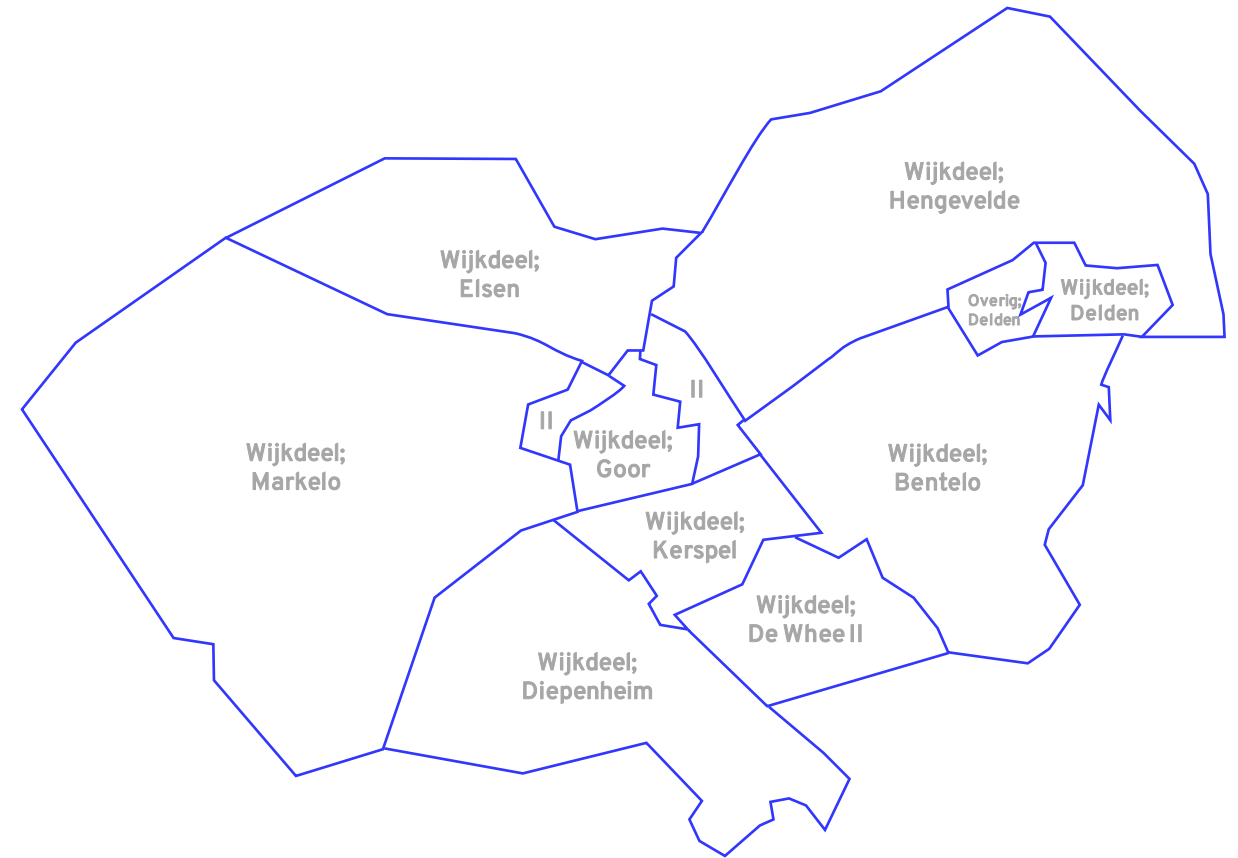 Wijkdeel;
Hengevelde
Wijkdeel;
Elsen
Overig;
Delden
Wijkdeel;
Delden
II
II
Wijkdeel;
Goor
Wijkdeel;
Markelo
Wijkdeel;
Bentelo
Wijkdeel;
Kerspel
Wijkdeel;
De Whee II
Wijkdeel;
Diepenheim